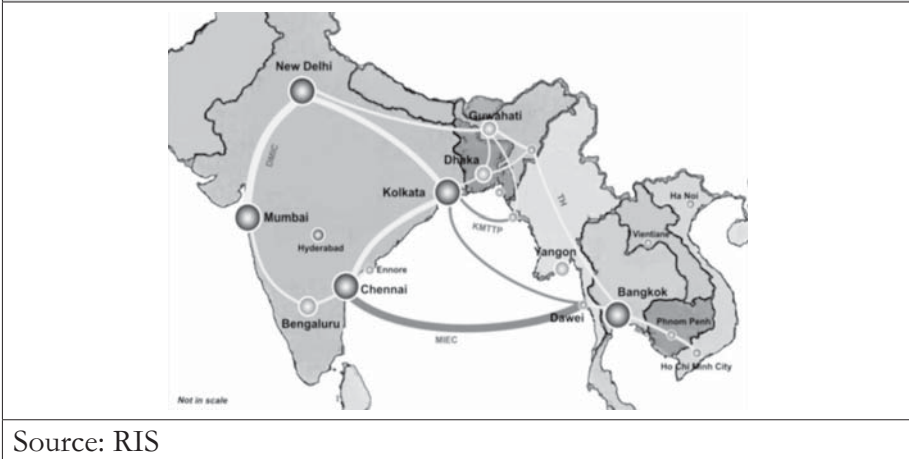 New Delhi
Guwahati
DMIC
Dhaka
Kolkata
TH
Ha Noi
Mumbai
KMTTP
Vientiane
Hyderabad
Yangon
Ennore
Chennai
Bangkok
Bengaluru
Dawei
Phnom Penh
MIEC
Ho Chi Minh City
Not in scale
Source: RIS